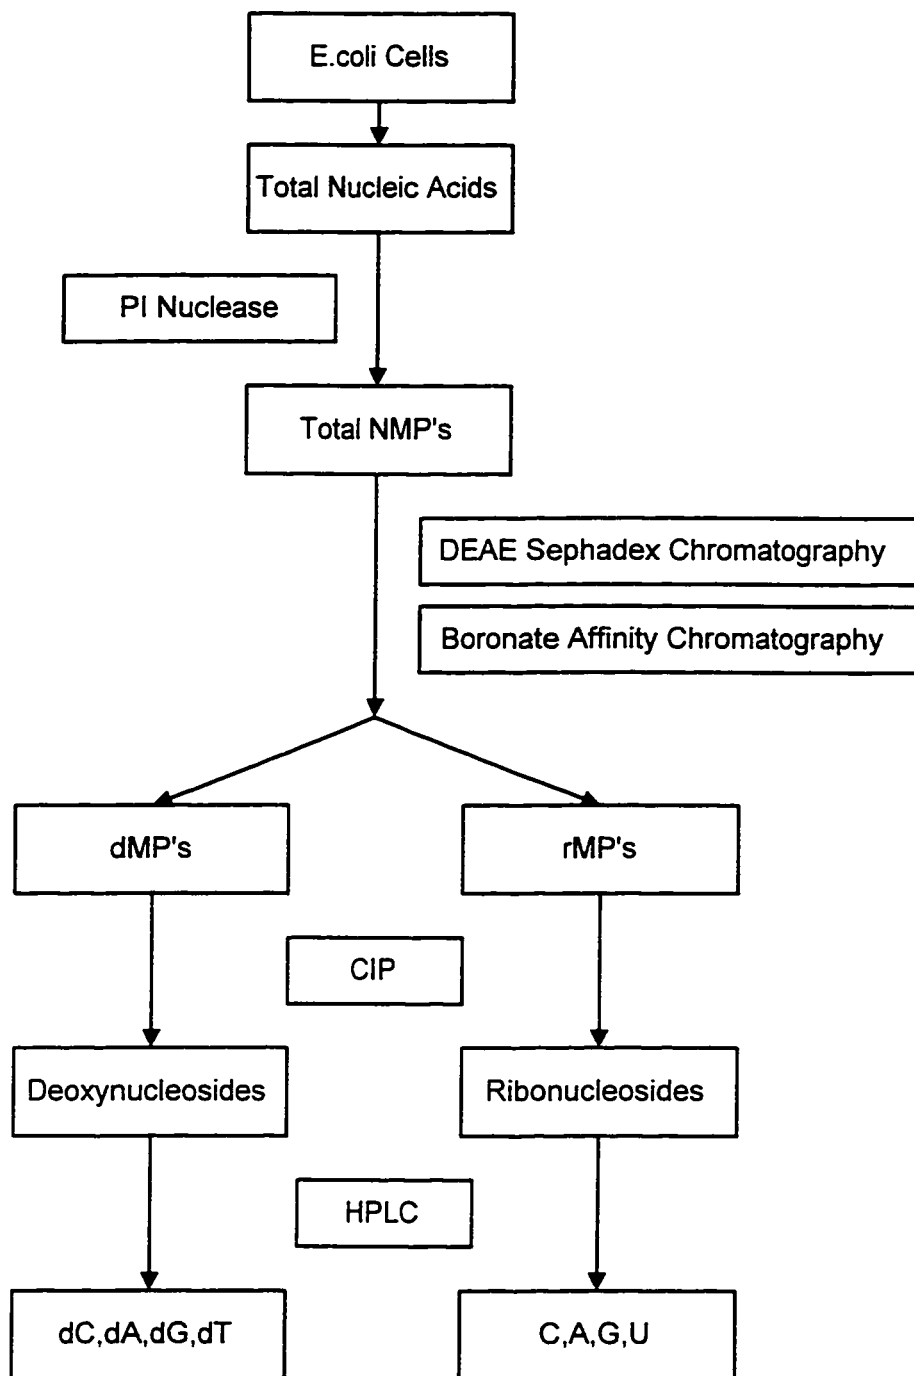 E.coli Cells
Total Nucleic Acids
PI Nuclease
Total NMP's
DEAE Sephadex Chromatography
Boronate Affinity Chromatography
dMP's
rMP's
CIP
Deoxynucleosides
Ribonucleosides
HPLC
dC,dA,dG,dT
C,A,G,U